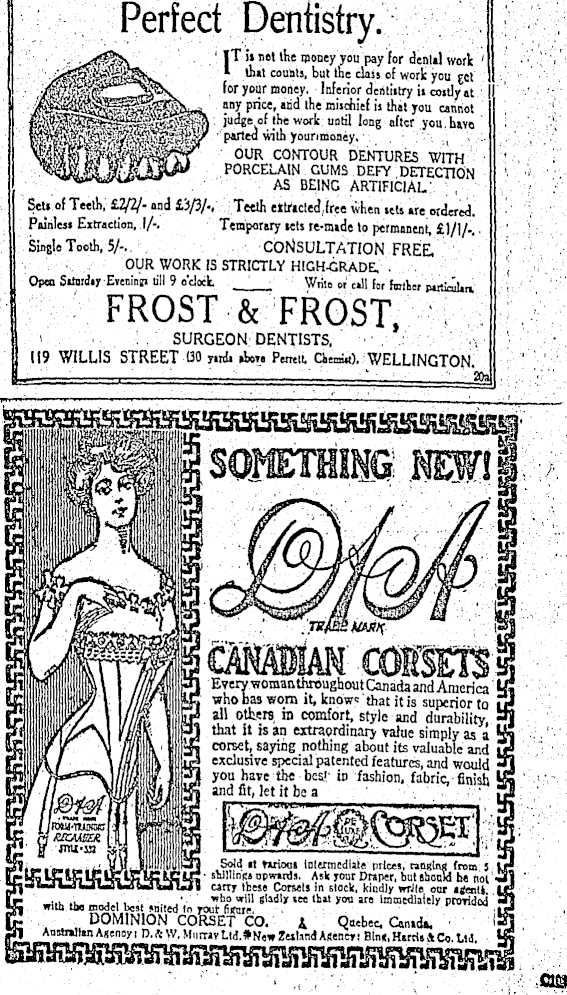 Perfect Dentistry.
IT is not the money you pay for dental work
that counts, but the class of work you get
for your money. Inferior dentistry is costly at
any price, and the mischief is that you cannot
judge of the work until long after you have
parted with your money.
OUR CONTOUR DENTURES WITH
PORCELAIN GUMS DEFY DETECTION
AS BEING ARTIFICIAL.
Sets of Teeth, £2/2/- and £3/3/-. Teeth extracted free when sets are ordered.
Painless Extraction, 1/-. Temporary sets re-made to permanent, £1/1/-.
Single Tooth, 5/-. CONSULTATION FREE.
OUR WORK IS STRICTLY HIGH-GRADE.
Open Saturday Evenings till 9 o'clock. Write or call for further particulars.
FROST & FROST,
SURGEON DENTISTS,
119 WILLIS STREET (30 yards above Perrett, Chemist), WELLINGTON.
20a
SOMETHING NEW!
D&A
TRADE MARK
CANADIAN CORSETS
Every woman throughout Canada and America
who has worn it, knows that it is superior to
all others in comfort, style and durability,
that it is an extraordinary value simply as a
corset, saying nothing about its valuable and
exclusive special patented features, and would
you have the best in fashion, fabric, finish
and fit, let it be a
D&A DE LUXE CORSET
D&A
TRADE MARK
FORM-TRAINING
STYLE·552
Sold at various intermediate prices, ranging from 5
shillings upwards. Ask your Draper, but should he not
carry these Corsets in stock, kindly write our agents,
who will gladly see that you are immediately provided
with the model best suited to your figure.
DOMINION CORSET CO. Quebec, Canada.
Australian Agency: D. & W. Murray Ltd. New Zealand Agency: Bing, Harris & Co. Ltd.